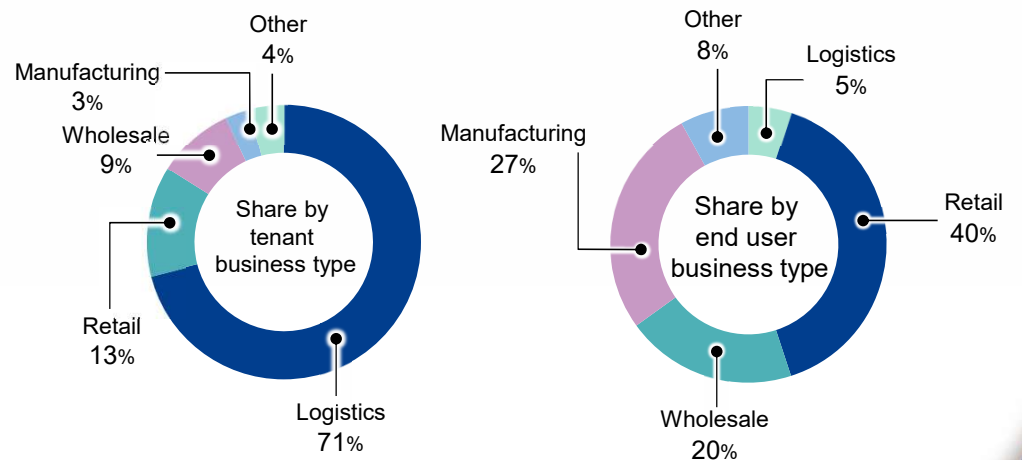 Other
4%
Manufacturing
3%
Wholesale
9%
Share by
tenant
business type
Retail
13%
Logistics
71%
Other
8%
Logistics
5%
Manufacturing
27%
Share by
end user
business type
Retail
40%
Wholesale
20%